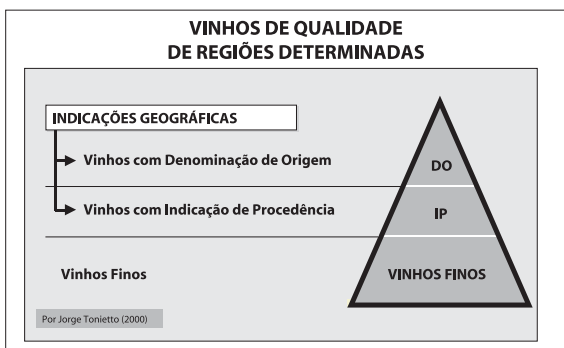 VINHOS DE QUALIDADE
DE REGIÕES DETERMINADAS
INDICAÇÕES GEOGRÁFICAS
Vinhos com Denominação de Origem
DO
Vinhos com Indicação de Procedência
IP
Vinhos Finos
VINHOS FINOS
Por Jorge Tonietto (2000)